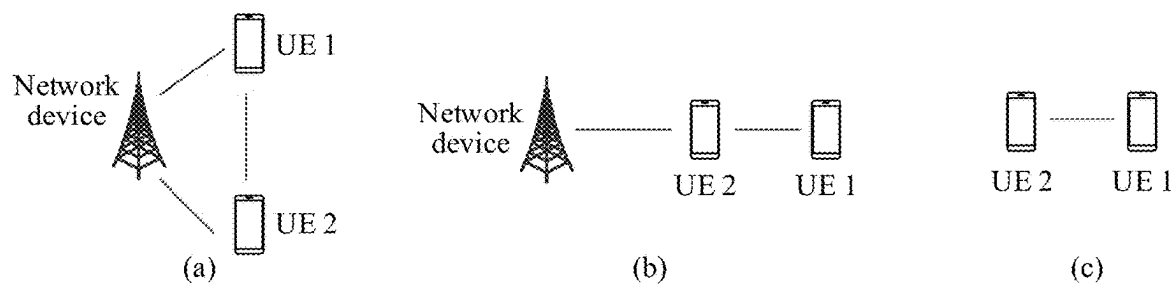 UE 1
Network
device
UE 2
(a)
Network
device
UE 2
UE 1
(b)
UE 2
UE 1
(c)